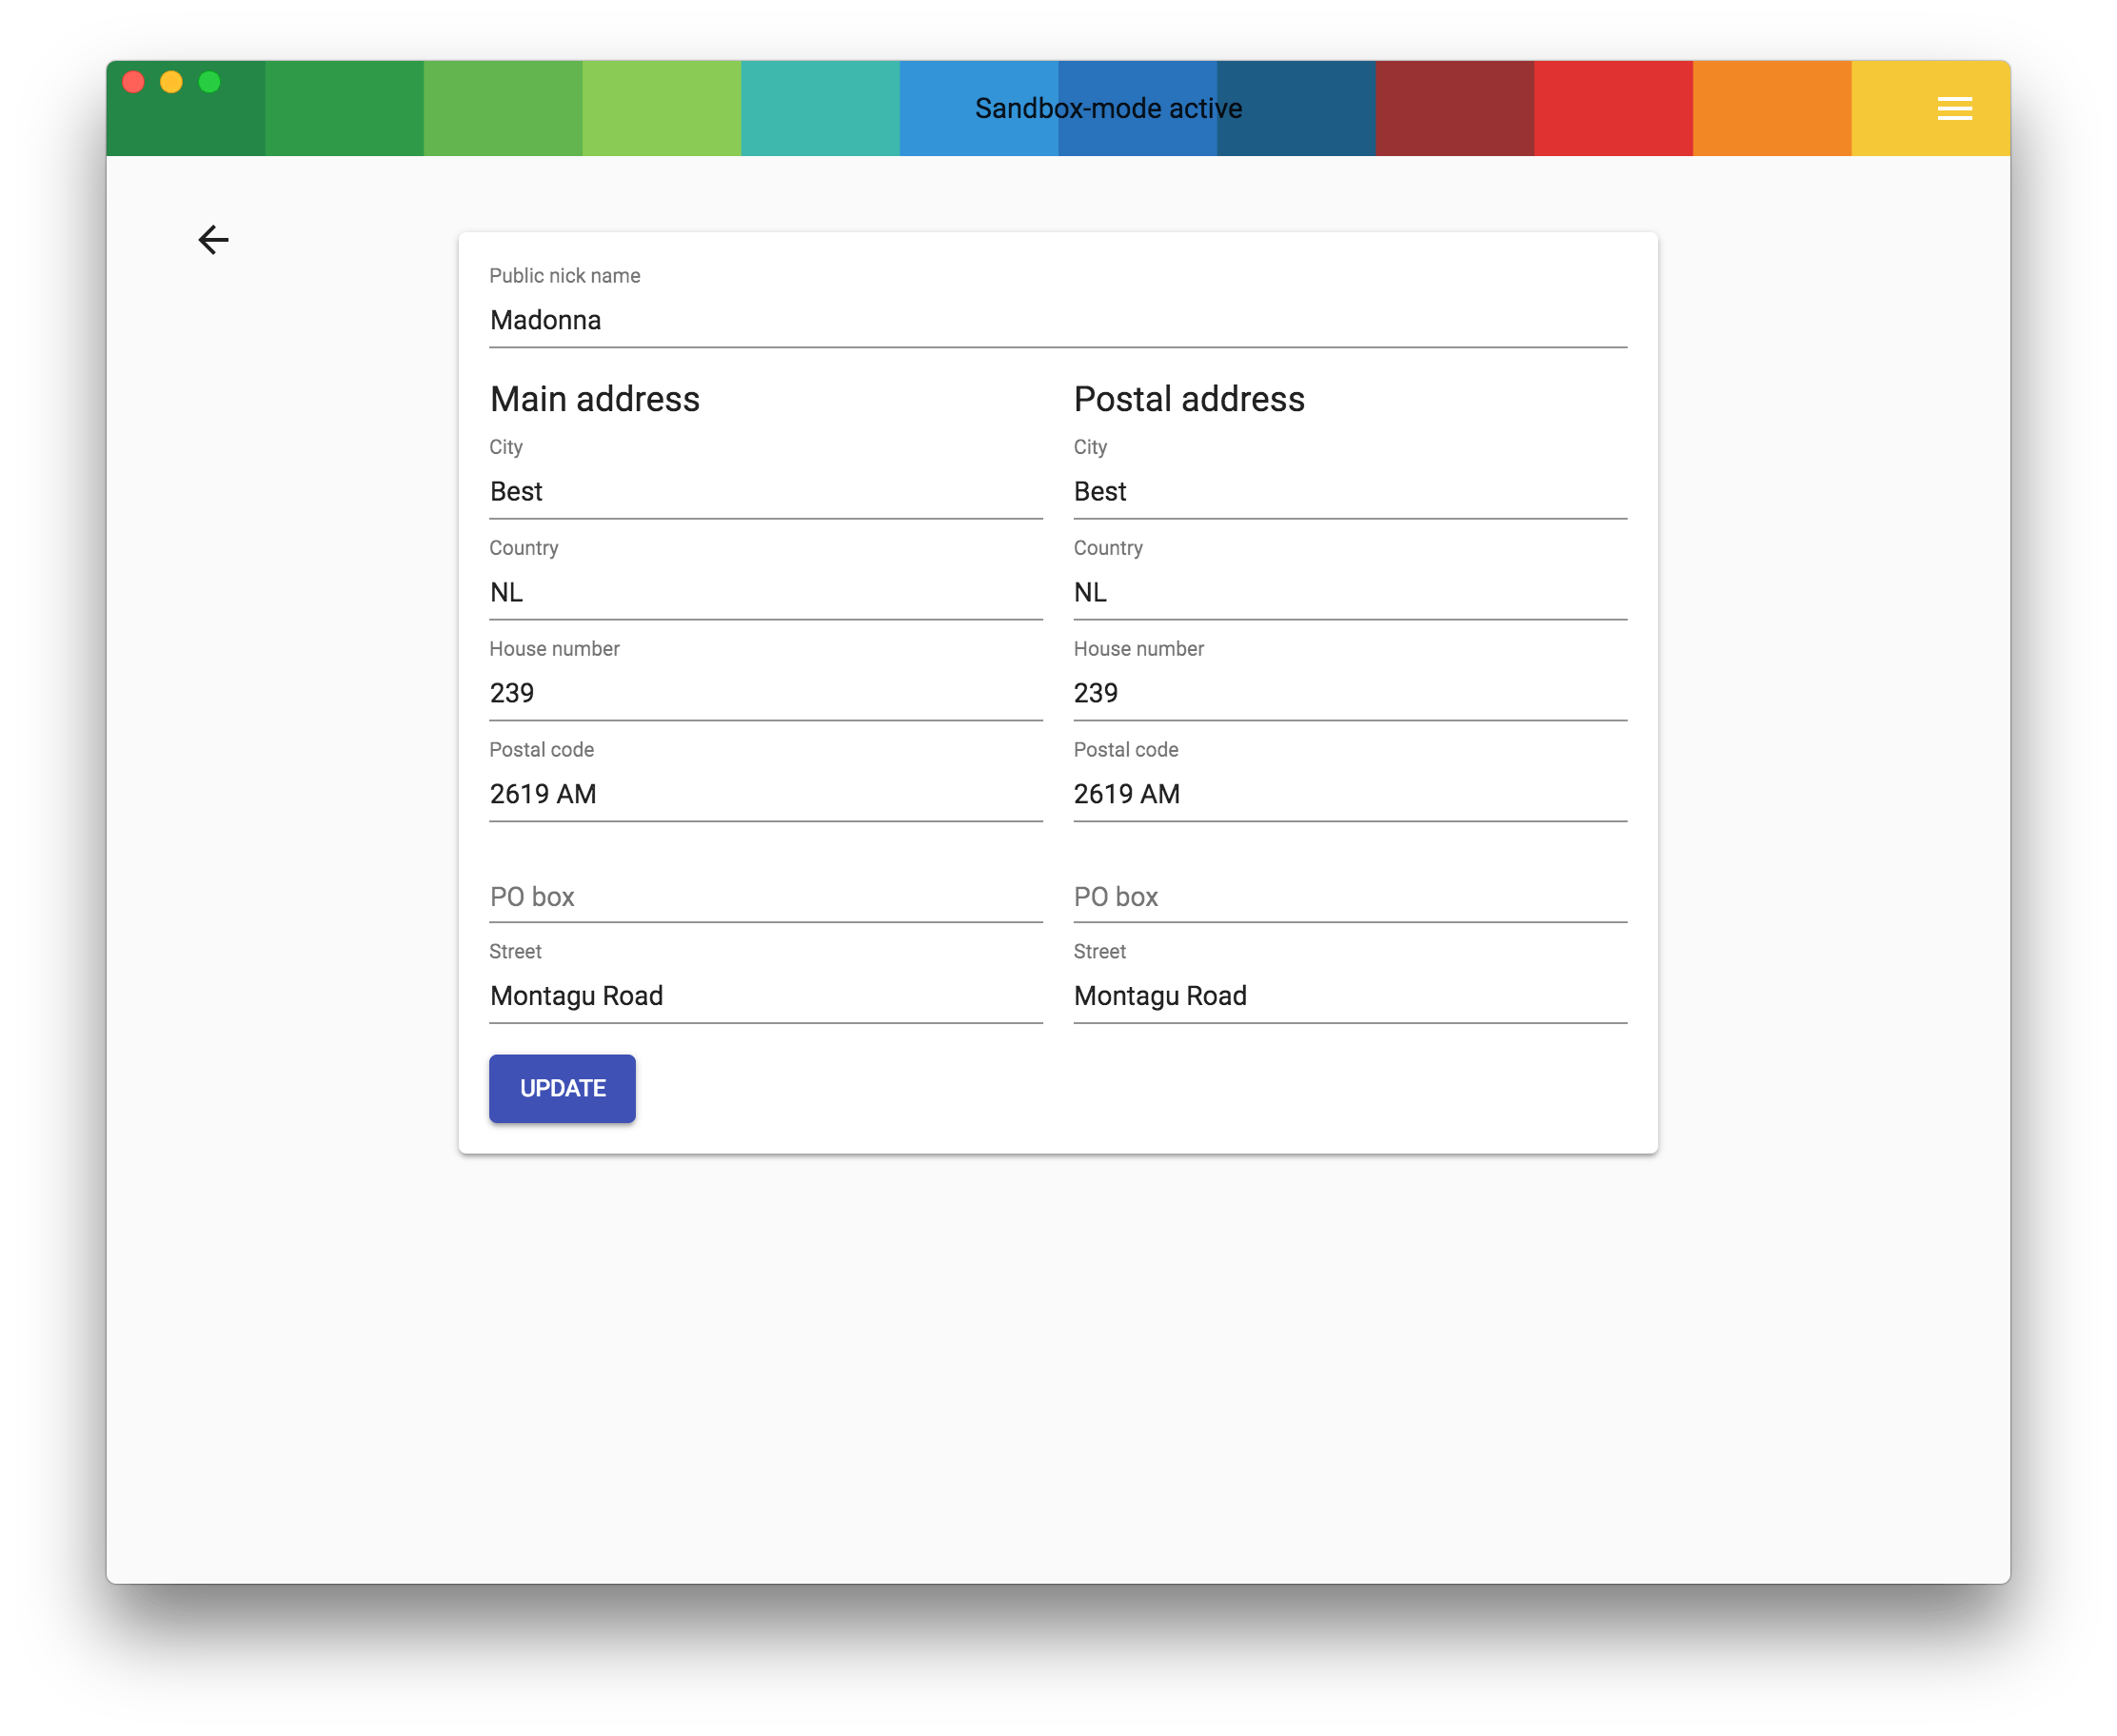 Sandbox-mode active
Public nick name
Madonna
Main address
City
Best
Country
NL
House number
239
Postal code
2619 AM
PO box
Street
Montagu Road
Postal address
City
Best
Country
NL
House number
239
Postal code
2619 AM
PO box
Street
Montagu Road
UPDATE